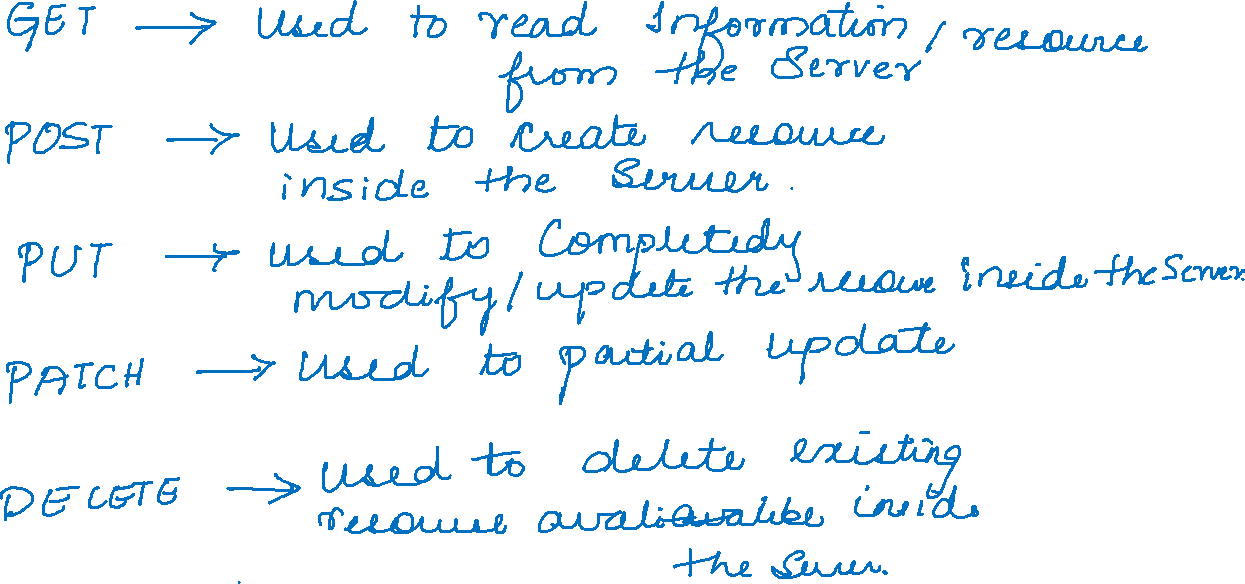 GET → Used to read Information / resource
from the Server
POST → Used to create resource
inside the Server.
PUT → Used to Completedy
modify / update the resource inside the Server.
PATCH → Used to partial update
DELETE → Used to delete existing
resource inside
the Server.